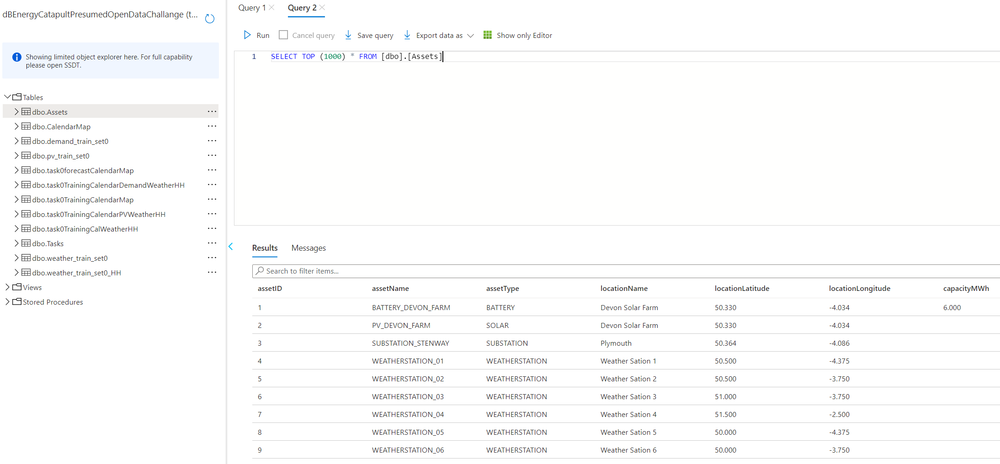 dBEnergyCatapultPresumedOpenDataChallange (t...
Showing limited object explorer here. For full capability
please open SSDT.
Tables
dbo.Assets
dbo.CalendarMap
dbo.demand_train_set0
dbo.pv_train_set0
dbo.task0forecastCalendarMap
dbo.task0TrainingCalendarDemandWeatherHH
dbo.task0TrainingCalendarMap
dbo.task0TrainingCalendarPVWeatherHH
dbo.task0TrainingCalWeatherHH
dbo.Tasks
dbo.weather_train_set0
dbo.weather_train_set0_HH
Views
Stored Procedures
Query 1 Query 2
Run Cancel query Save query Export data as Show only Editor
1 SELECT TOP (1000) * FROM [dbo].[Assets]
Results Messages
Search to filter items...
assetID assetName assetType locationName locationLatitude locationLongitude capacityMWh
1 BATTERY_DEVON_FARM BATTERY Devon Solar Farm 50.330 -4.034 6.000
2 PV_DEVON_FARM SOLAR Devon Solar Farm 50.330 -4.034
3 SUBSTATION_STENWAY SUBSTATION Plymouth 50.364 -4.086
4 WEATHERSTATION_01 WEATHERSTATION Weather Sation 1 50.500 -4.375
5 WEATHERSTATION_02 WEATHERSTATION Weather Sation 2 50.500 -3.750
6 WEATHERSTATION_03 WEATHERSTATION Weather Sation 3 51.000 -3.750
7 WEATHERSTATION_04 WEATHERSTATION Weather Sation 4 51.500 -2.500
8 WEATHERSTATION_05 WEATHERSTATION Weather Sation 5 50.000 -4.375
9 WEATHERSTATION_06 WEATHERSTATION Weather Sation 6 50.000 -3.750